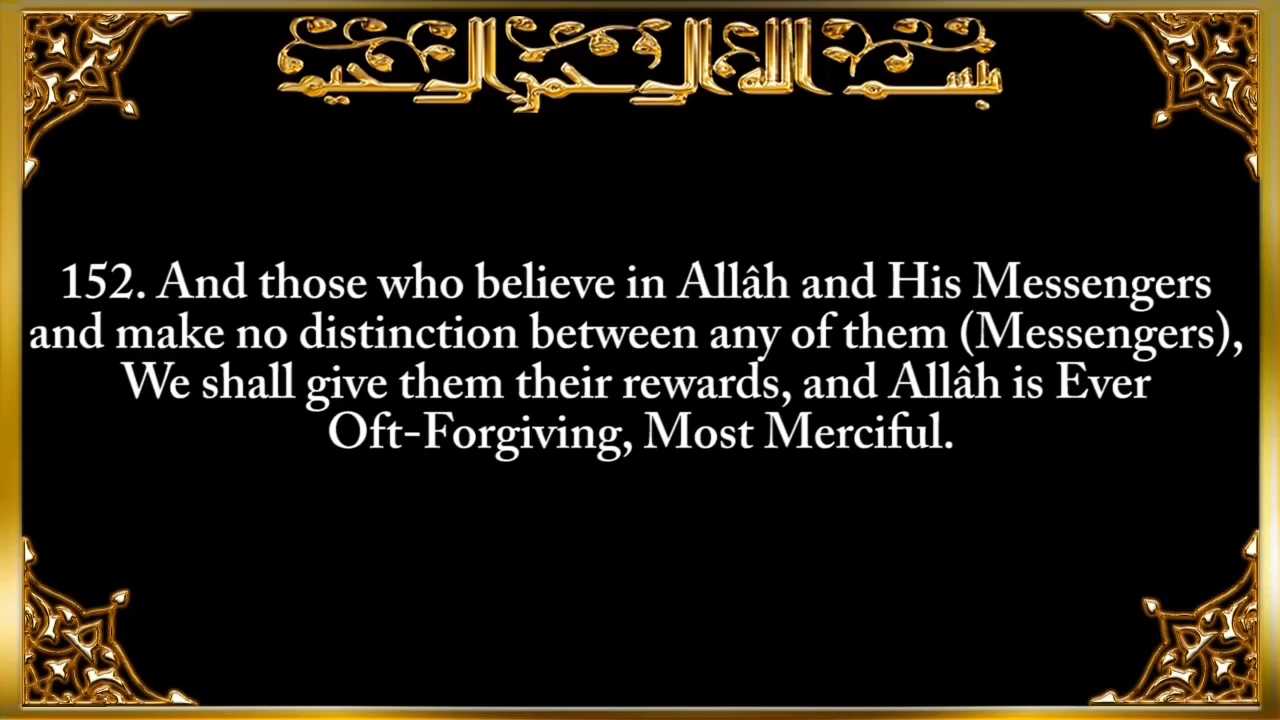 بسم الله الرحمن الرحيم
152. And those who believe in Allâh and His Messengers
and make no distinction between any of them (Messengers),
We shall give them their rewards, and Allâh is Ever
Oft-Forgiving, Most Merciful.